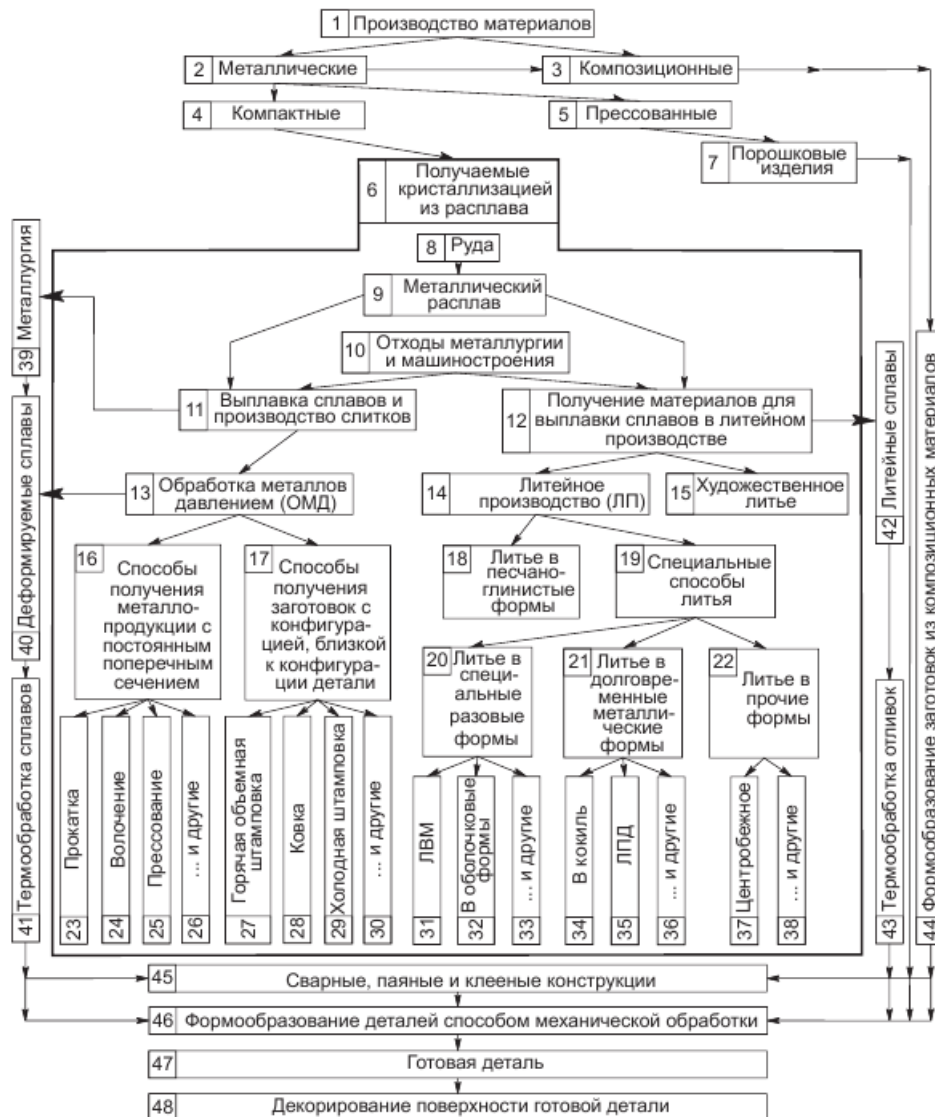 1 Производство материалов
2 Металлические
3 Композиционные
4 Компактные
5 Прессованные
7 Порошковые
изделия
6 Получаемые
кристаллизацией
из расплава
8 Руда
9 Металлический
расплав
10 Отходы металлургии
и машиностроения
11 Выплавка сплавов и
производство слитков
12 Получение материалов для
выплавки сплавов в литейном
производстве
13 Обработка металлов
давлением (ОМД)
14 Литейное
производство (ЛП)
15 Художественное
литье
16 Способы
получения
металло-
продукции с
постоянным
поперечным
сечением
17 Способы
получения
заготовок с
конфигура-
цией, близкой
к конфигура-
ции детали
18 Литье в
песчано-
глинистые
формы
19 Специальные
способы
литья
20 Литье в
специ-
альные
разовые
формы
21 Литье в
долговре-
менные
металли-
ческие
формы
22 Литье в
прочие
формы
23 Прокатка
24 Волочение
25 Прессование
26 ... и другие
27 Горячая объемная
штамповка
28 Ковка
29 Холодная штамповка
30 ... и другие
31 ЛВМ
32 В оболочковые
формы
33 ... и другие
34 В кокиль
35 ЛПД
36 ... и другие
37 Центробежное
38 ... и другие
39 Металлургия
40 Деформируемые сплавы
41 Термообработка сплавов
42 Литейные сплавы
43 Термообработка отливок
44 Формообразование заготовок из композиционных материалов
45 Сварные, паяные и клееные конструкции
46 Формообразование деталей способом механической обработки
47 Готовая деталь
48 Декорирование поверхности готовой детали